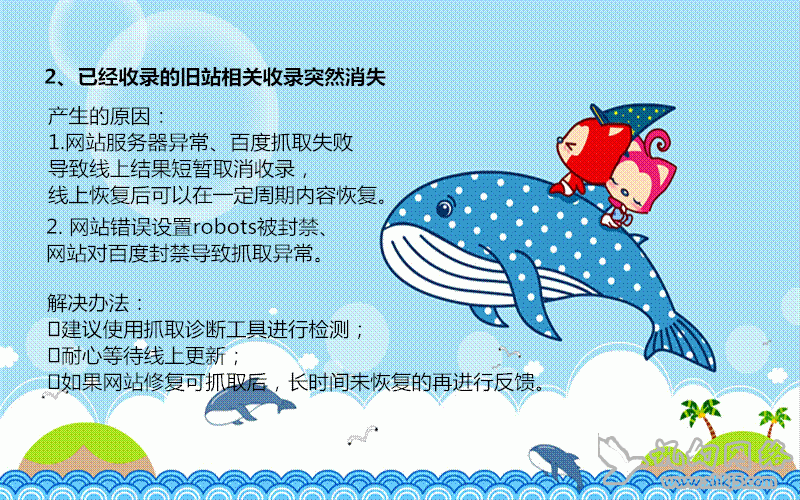 2、已经收录的旧站相关收录突然消失
产生的原因：
1.网站服务器异常、百度抓取失败
导致线上结果短暂取消收录，
线上恢复后可以在一定周期内容恢复。
2. 网站错误设置robots被封禁、
网站对百度封禁导致抓取异常。
解决办法：
建议使用抓取诊断工具进行检测；
耐心等待线上更新；
如果网站修复可抓取后，长时间未恢复的再进行反馈。